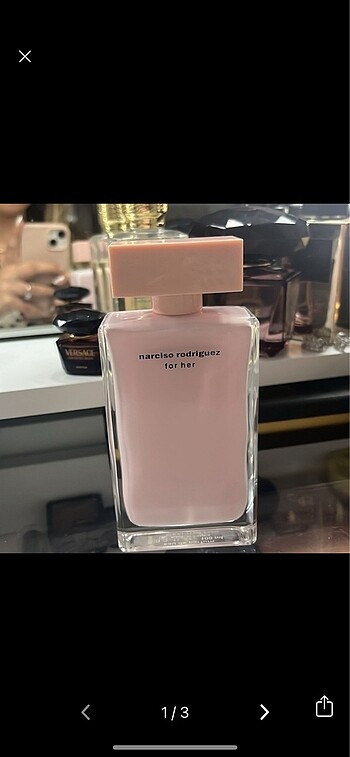 narciso rodriguez
for her
VERSACE
1/3